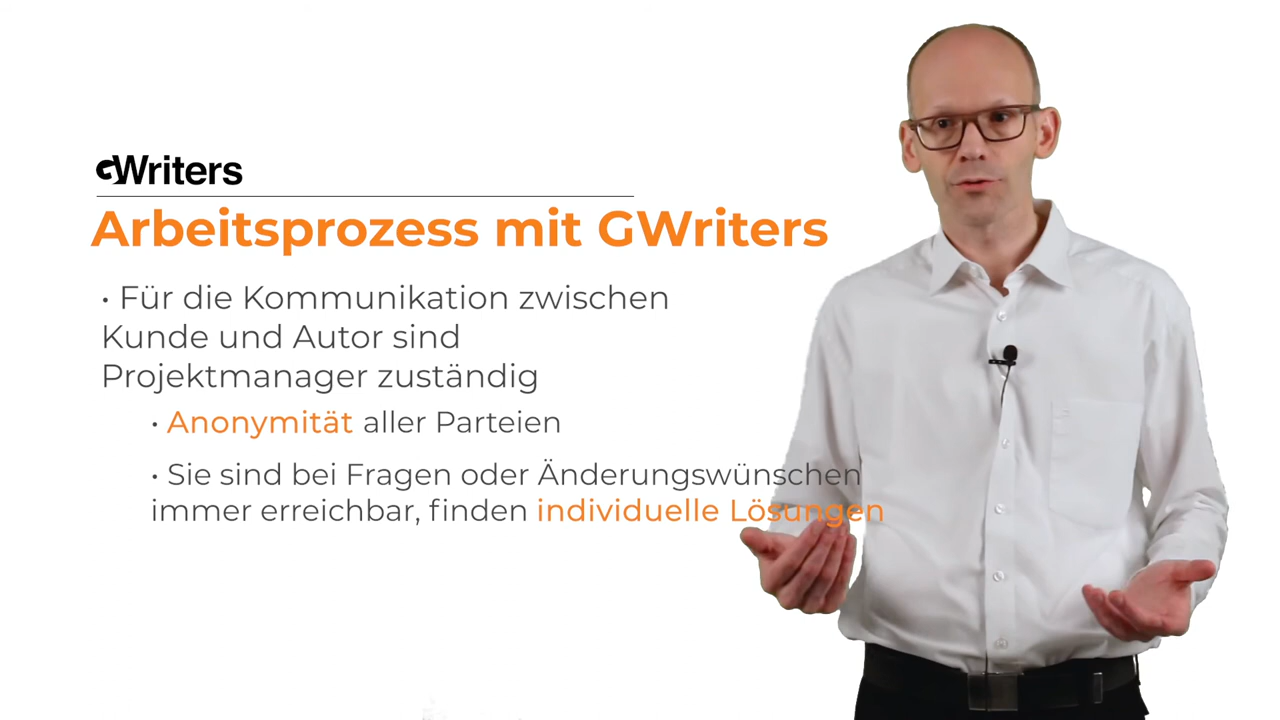 GWriters
Arbeitsprozess mit GWriters
• Für die Kommunikation zwischen
Kunde und Autor sind
Projektmanager zuständig
• Anonymität aller Parteien
• Sie sind bei Fragen oder Änderungswünschen
immer erreichbar, finden individuelle Lösungen